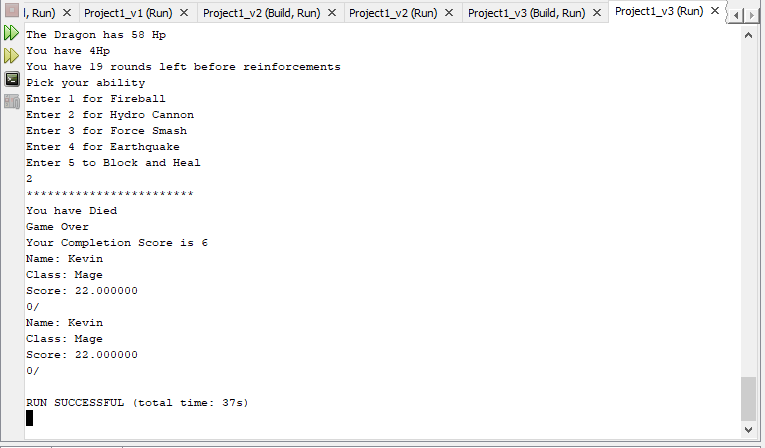 l, Run) Project1_v1 (Run) Project1_v2 (Build, Run) Project1_v2 (Run) Project1_v3 (Build, Run) Project1_v3 (Run)
The Dragon has 58 Hp
You have 4Hp
You have 19 rounds left before reinforcements
Pick your ability
Enter 1 for Fireball
Enter 2 for Hydro Cannon
Enter 3 for Force Smash
Enter 4 for Earthquake
Enter 5 to Block and Heal
2
************************
You have Died
Game Over
Your Completion Score is 6
Name: Kevin
Class: Mage
Score: 22.000000
0/
Name: Kevin
Class: Mage
Score: 22.000000
0/
RUN SUCCESSFUL (total time: 37s)